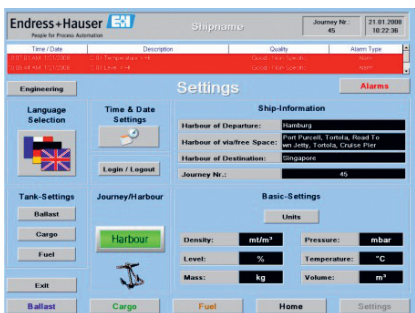 Endress+Hauser EH
People for Process Automation
Shipname
Journey Nr.:
45
21.01.2008
10:22:36
Time / Date
Description
Quality
Alarm Type
Engineering
Settings
Alarms
Language
Selection
Time & Date
Settings
Login / Logout
Ship-Information
Harbour of Departure:
Hamburg
Harbour of via/free Space:
Port Purcell, Tortola, Road To
wn Jetty, Tortola, Cruise Pier
Harbour of Destination:
Singapore
Journey Nr.:
45
Tank-Settings
Ballast
Cargo
Fuel
Exit
Journey/Harbour
Harbour
Basic-Settings
Units
Density:
mt/m³
Pressure:
mbar
Level:
%
Temperature:
°C
Mass:
kg
Volume:
m³
Ballast
Cargo
Fuel
Home
Settings